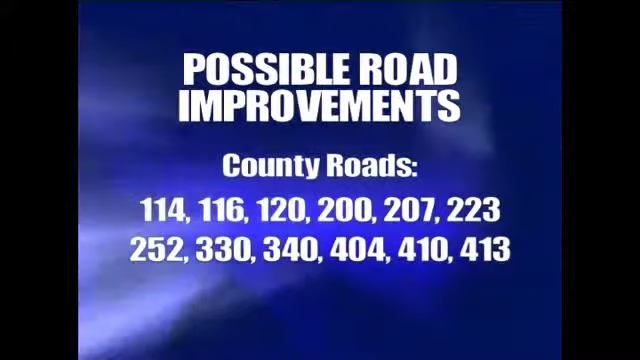 POSSIBLE ROAD
IMPROVEMENTS
County Roads:
114, 116, 120, 200, 207, 223
252, 330, 340, 404, 410, 413